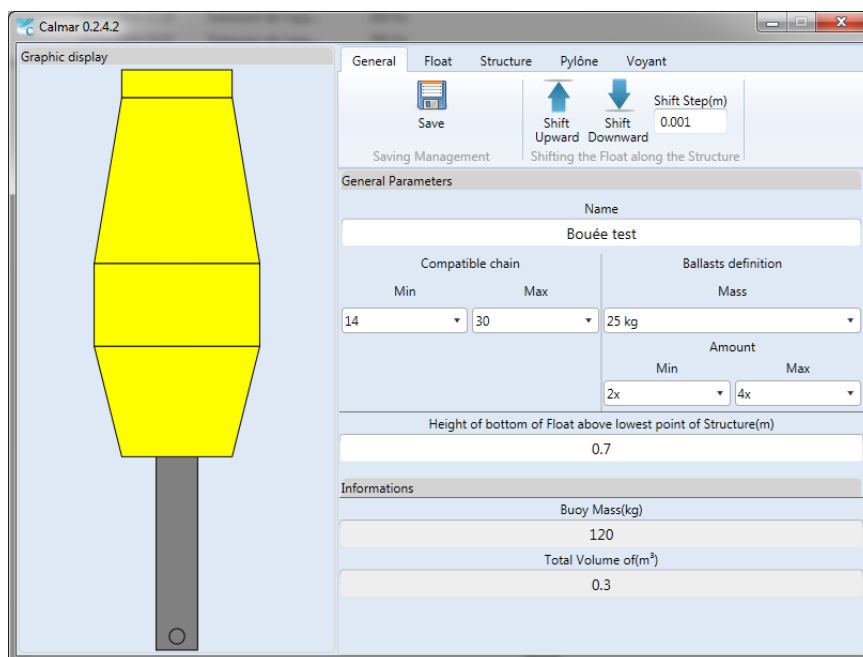 Calmar 0.2.4.2
Graphic display
General Float Structure Pylône Voyant
Save
Shift Upward
Shift Downward
Shift Step(m)
0.001
Saving Management
Shifting the Float along the Structure
General Parameters
Name
Bouée test
Compatible chain
Ballasts definition
Min Max
Mass
14 30
25 kg
Amount
Min Max
2x 4x
Height of bottom of Float above lowest point of Structure(m)
0.7
Informations
Buoy Mass(kg)
120
Total Volume of(m³)
0.3